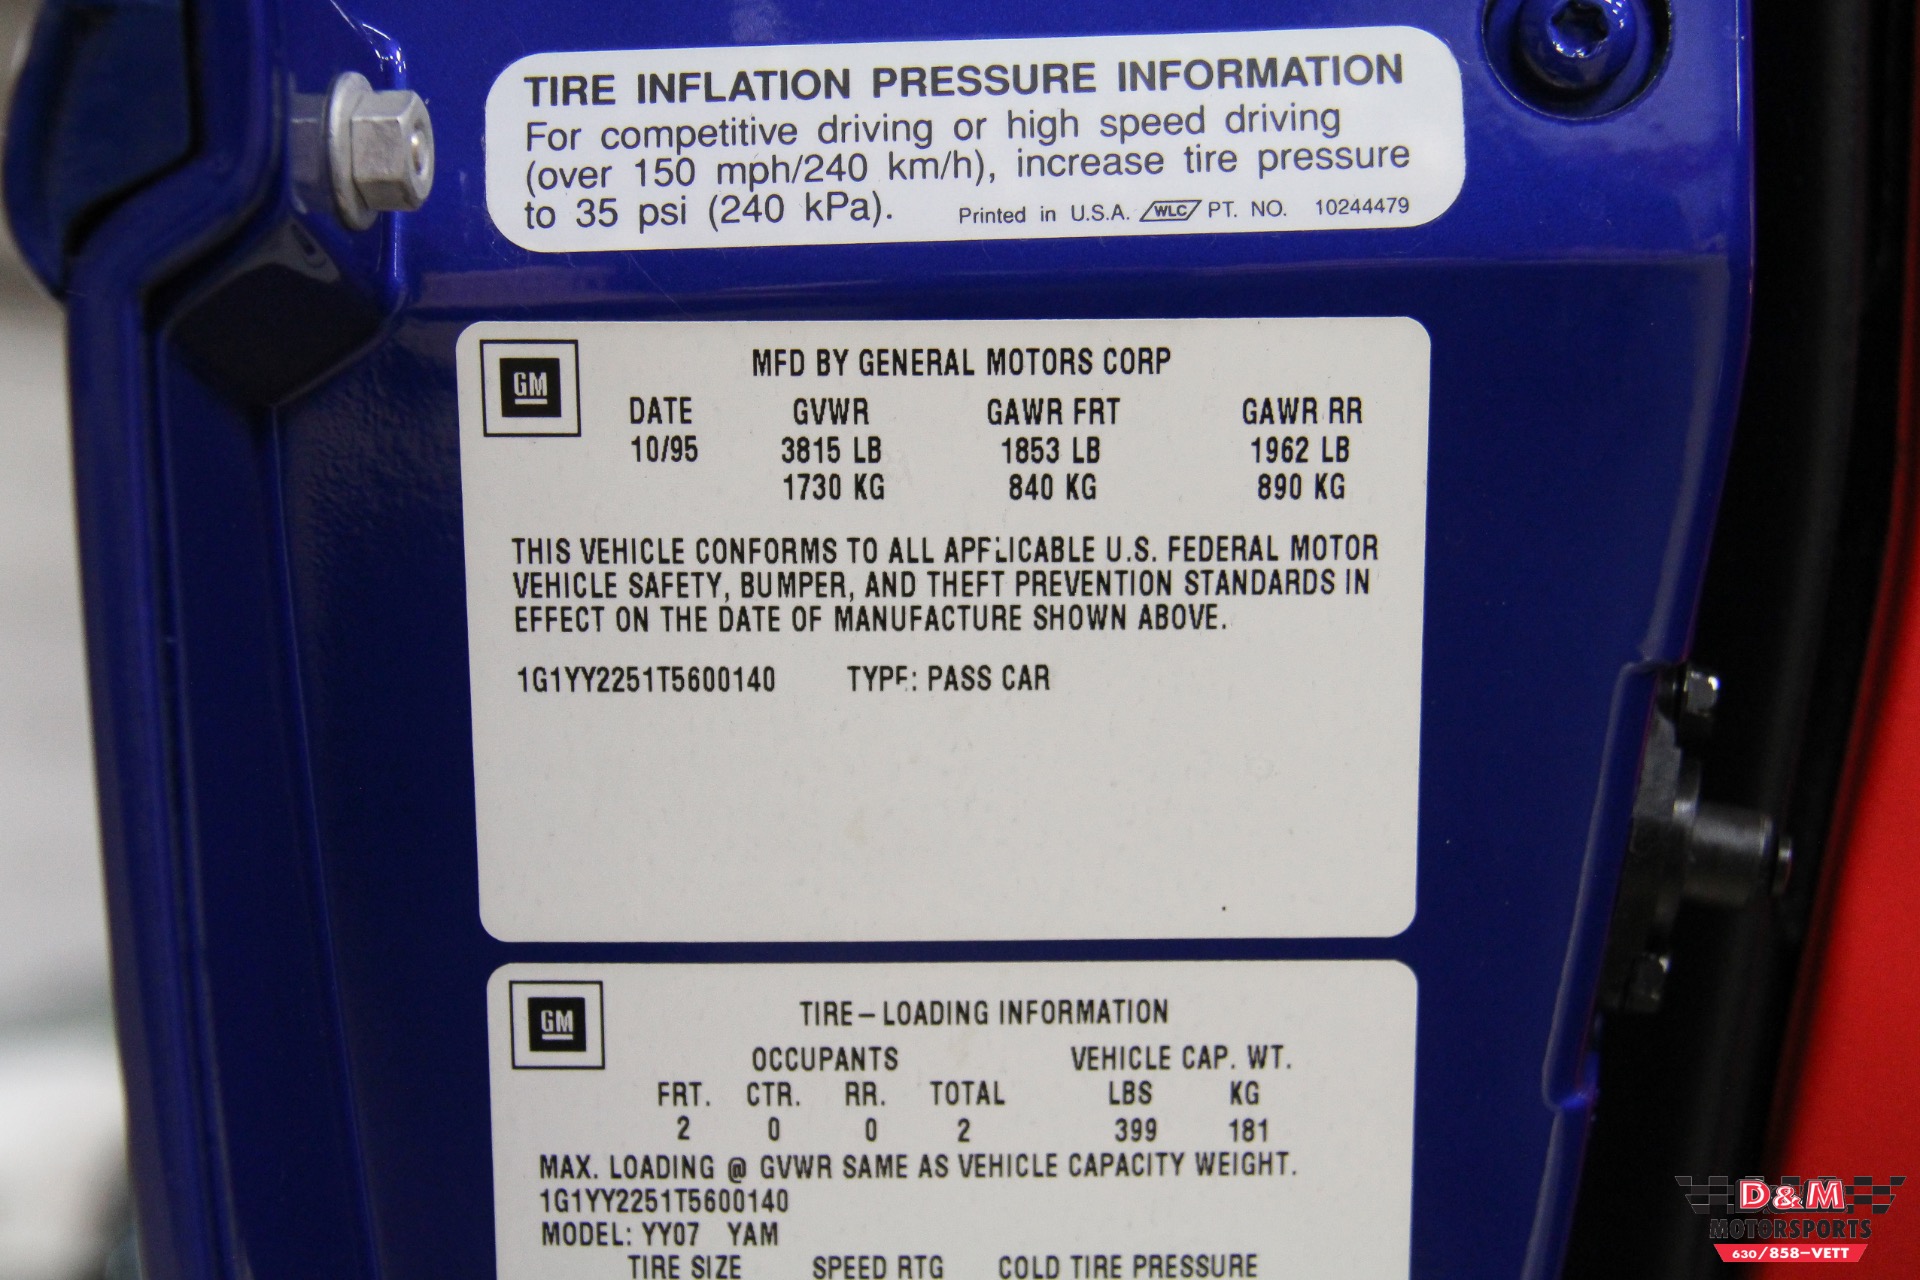 TIRE INFLATION PRESSURE INFORMATION
For competitive driving or high speed driving
(over 150 mph/240 km/h), increase tire pressure
to 35 psi (240 kPa). Printed in U.S.A. WLC PT. NO. 10244479
GM
MFD BY GENERAL MOTORS CORP
DATE GVWR GAWR FRT GAWR RR
10/95 3815 LB 1853 LB 1962 LB
1730 KG 840 KG 890 KG
THIS VEHICLE CONFORMS TO ALL APPLICABLE U.S. FEDERAL MOTOR
VEHICLE SAFETY, BUMPER, AND THEFT PREVENTION STANDARDS IN
EFFECT ON THE DATE OF MANUFACTURE SHOWN ABOVE.
1G1YY2251T5600140 TYPE: PASS CAR
GM
TIRE-LOADING INFORMATION
OCCUPANTS VEHICLE CAP. WT.
FRT. CTR. RR. TOTAL LBS KG
2 0 0 2 399 181
MAX. LOADING @ GVWR SAME AS VEHICLE CAPACITY WEIGHT.
1G1YY2251T5600140
MODEL: YY07 YAM
TIRE SIZE SPEED RTG COLD TIRE PRESSURE
D&M
MOTORSPORTS
630/858-VETT